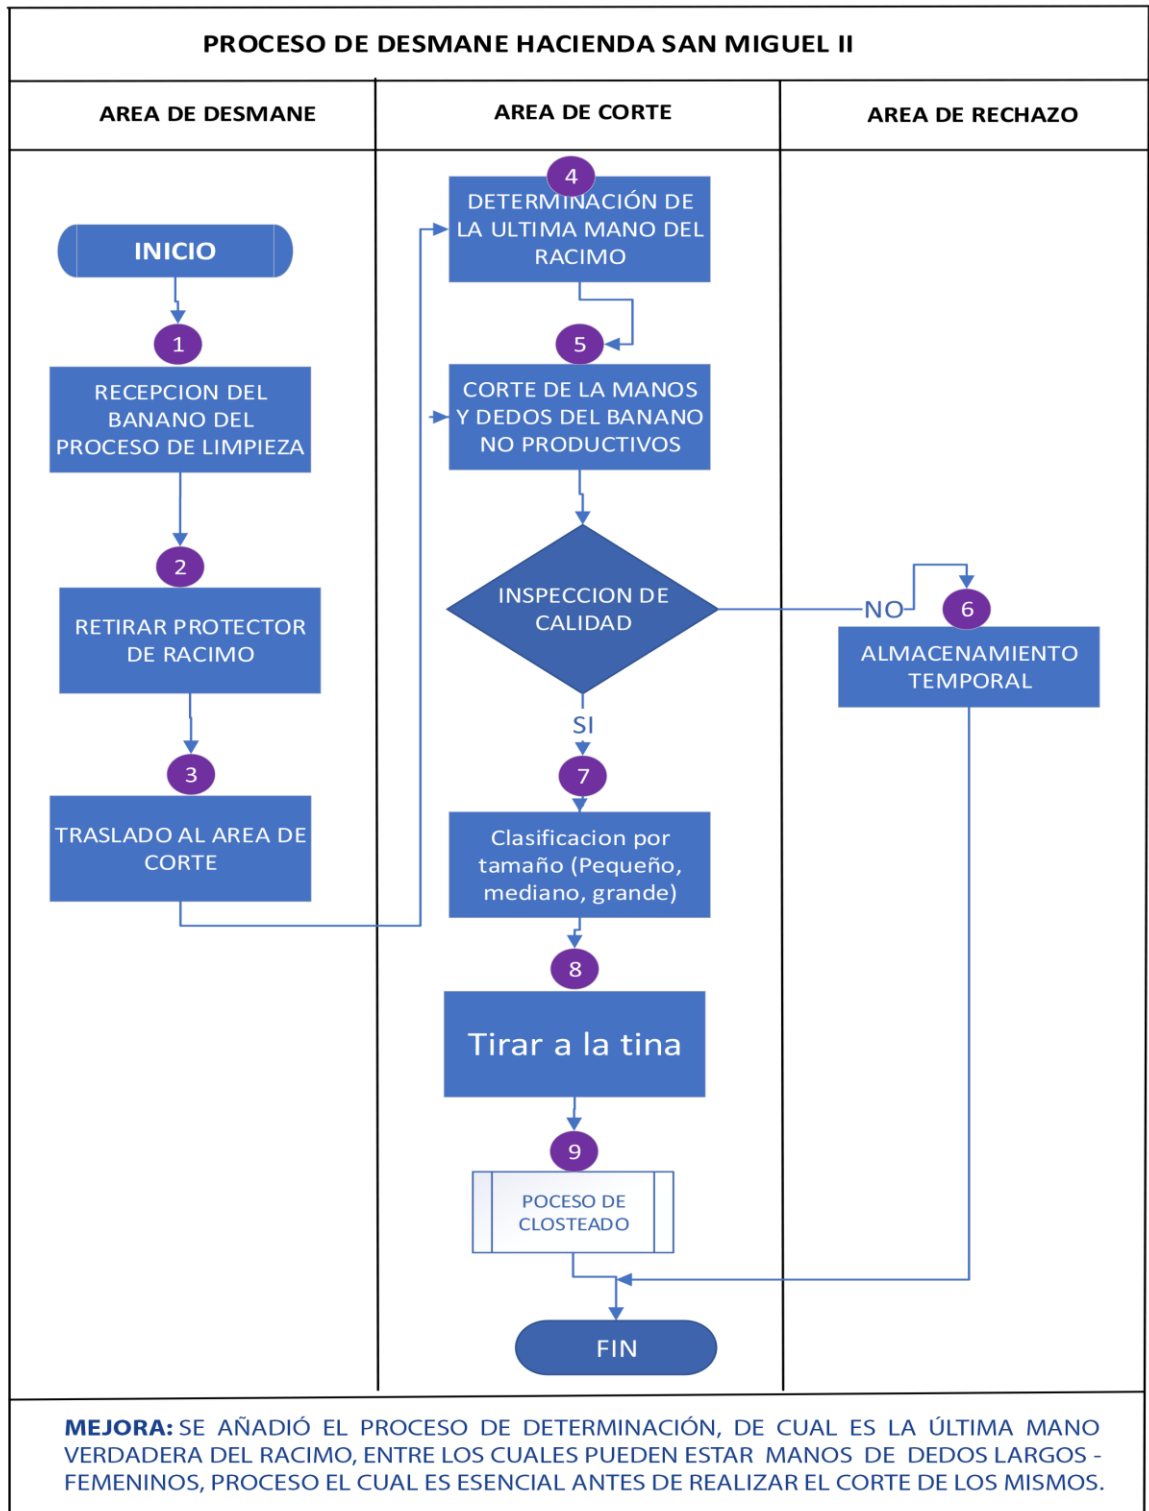 PROCESO DE DESMANE HACIENDA SAN MIGUEL II
AREA DE DESMANE
AREA DE CORTE
AREA DE RECHAZO
INICIO
1
RECEPCION DEL
BANANO DEL
PROCESO DE LIMPIEZA
2
RETIRAR PROTECTOR
DE RACIMO
3
TRASLADO AL AREA DE
CORTE
4
DETERMINACIÓN DE
LA ULTIMA MANO DEL
RACIMO
5
CORTE DE LA MANOS
Y DEDOS DEL BANANO
NO PRODUCTIVOS
INSPECCION DE
CALIDAD
NO
6
ALMACENAMIENTO
TEMPORAL
SI
7
Clasificacion por
tamaño (Pequeño,
mediano, grande)
8
Tirar a la tina
9
POCESO DE
CLOSTEADO
FIN
MEJORA: SE AÑADIÓ EL PROCESO DE DETERMINACIÓN, DE CUAL ES LA ÚLTIMA MANO
VERDADERA DEL RACIMO, ENTRE LOS CUALES PUEDEN ESTAR MANOS DE DEDOS LARGOS -
FEMENINOS, PROCESO EL CUAL ES ESENCIAL ANTES DE REALIZAR EL CORTE DE LOS MISMOS.